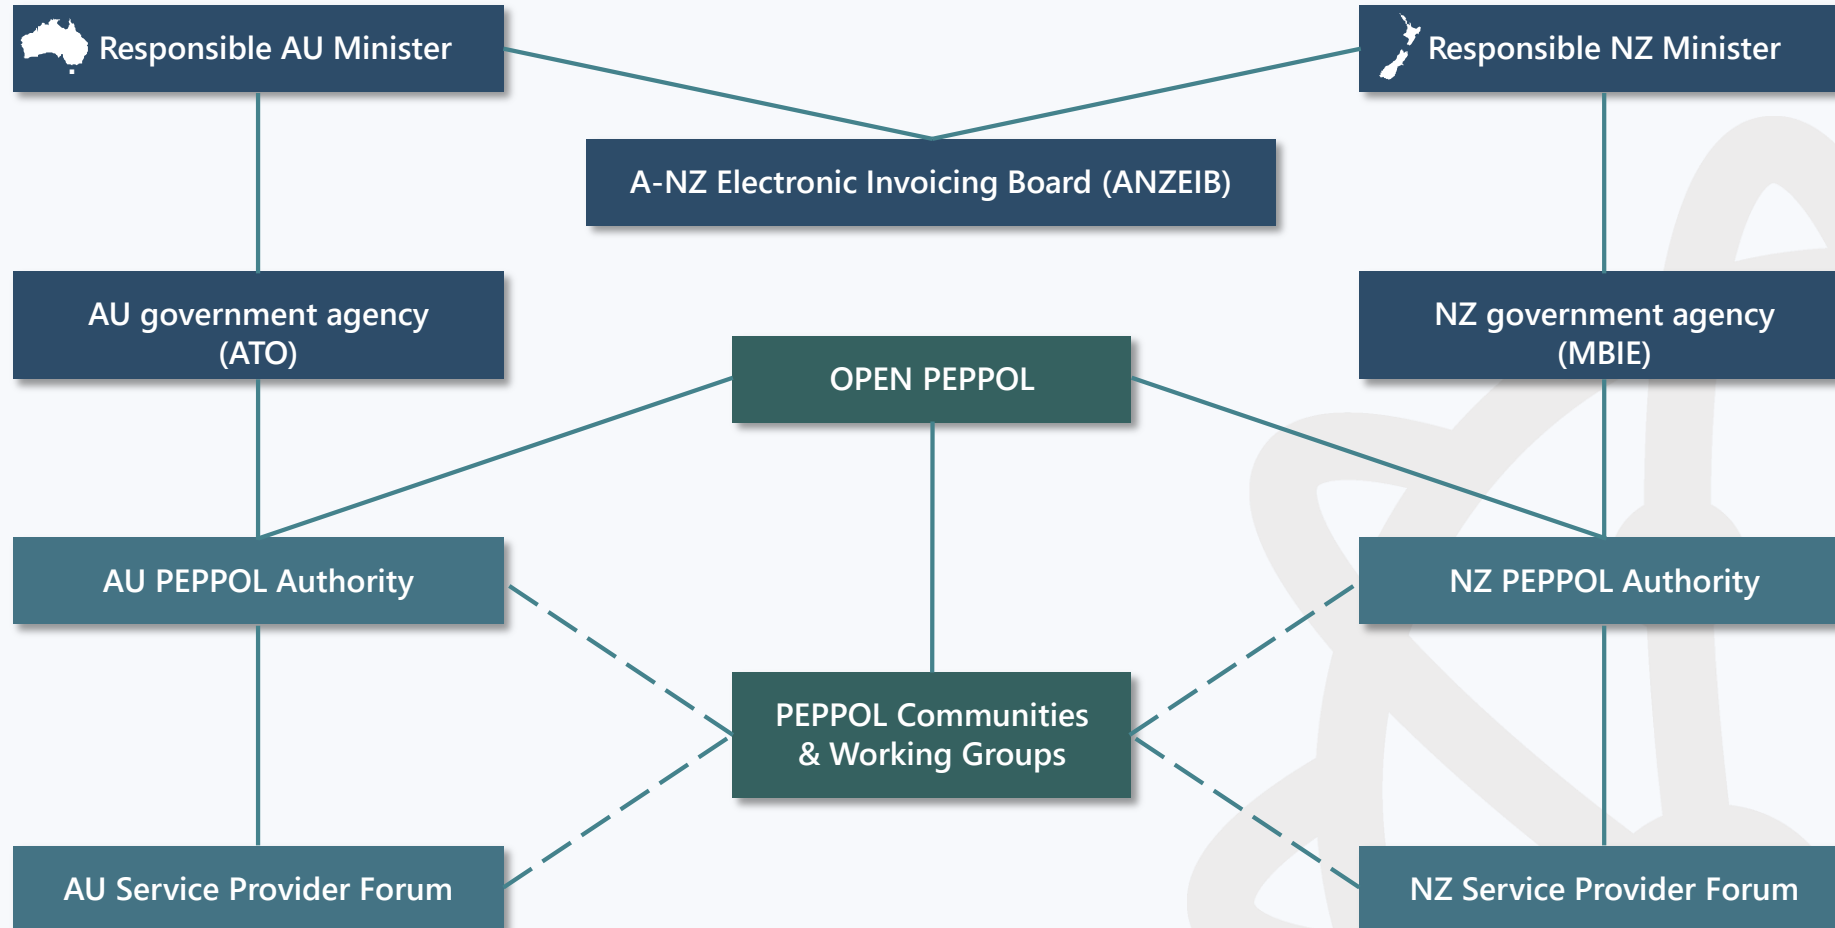 Responsible AU Minister
Responsible NZ Minister
A-NZ Electronic Invoicing Board (ANZEIB)
AU government agency
(ATO)
NZ government agency
(MBIE)
OPEN PEPPOL
AU PEPPOL Authority
NZ PEPPOL Authority
PEPPOL Communities
& Working Groups
AU Service Provider Forum
NZ Service Provider Forum